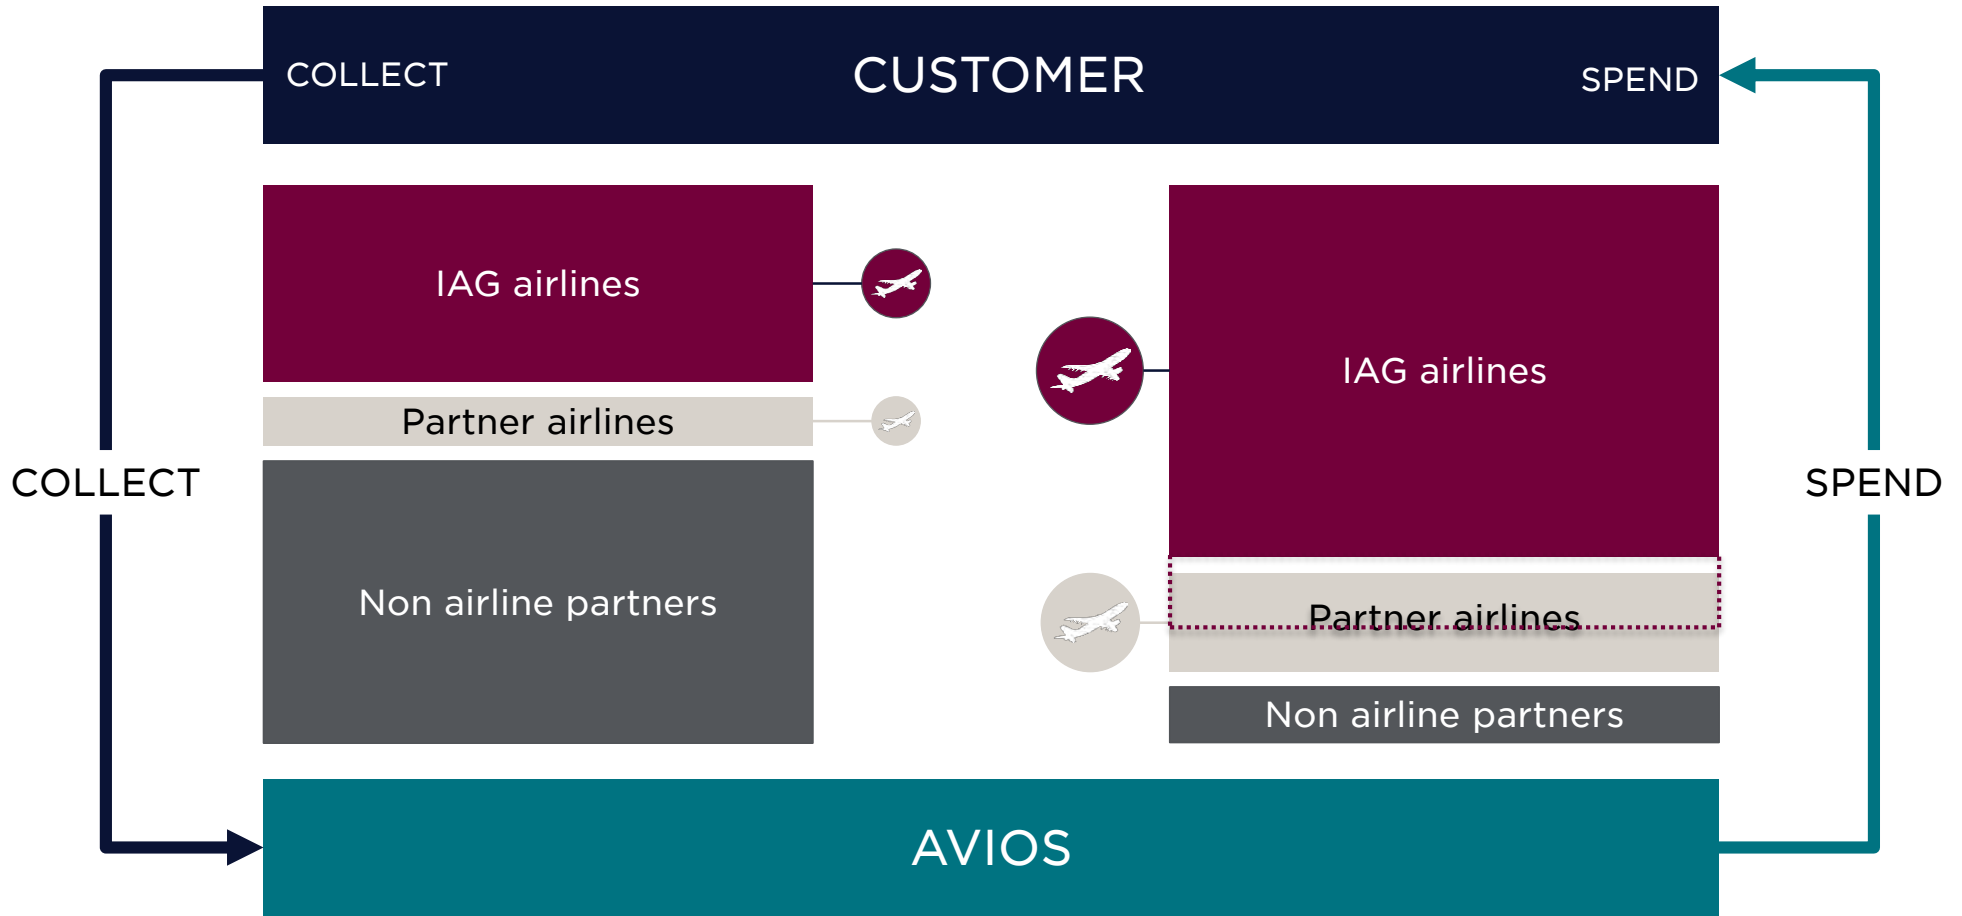 COLLECT
CUSTOMER
SPEND
IAG airlines
Partner airlines
Non airline partners
IAG airlines
Partner airlines
Non airline partners
COLLECT
SPEND
AVIOS